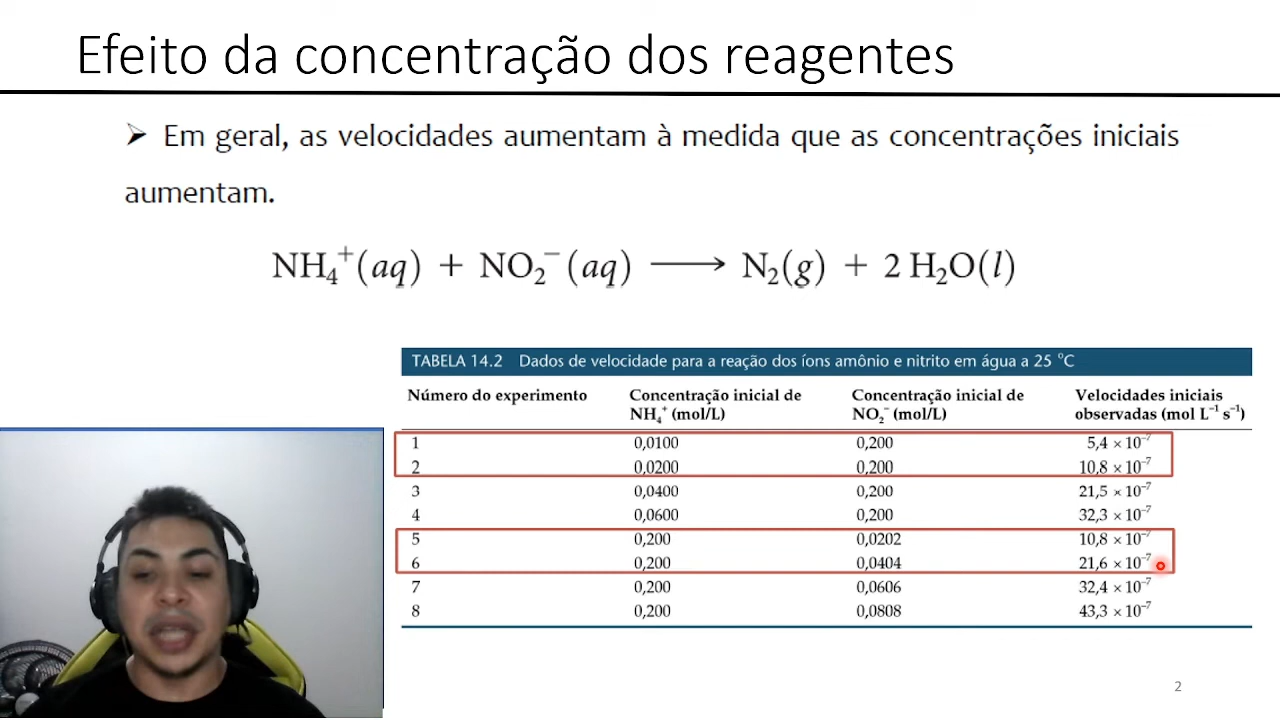 Efeito da concentração dos reagentes
➤ Em geral, as velocidades aumentam à medida que as concentrações iniciais
aumentam.
NH₄⁺(aq) + NO₂⁻(aq) ⟶ N₂(g) + 2 H₂O(l)
TABELA 14.2 Dados de velocidade para a reação dos íons amônio e nitrito em água a 25 °C
Número do experimento Concentração inicial de NH₄⁺ (mol/L) Concentração inicial de NO₂⁻ (mol/L) Velocidades iniciais observadas (mol L⁻¹ s⁻¹)
1 0,0100 0,200 5,4 × 10⁻⁷
2 0,0200 0,200 10,8 × 10⁻⁷
3 0,0400 0,200 21,5 × 10⁻⁷
4 0,0600 0,200 32,3 × 10⁻⁷
5 0,200 0,0202 10,8 × 10⁻⁷
6 0,200 0,0404 21,6 × 10⁻⁷
7 0,200 0,0606 32,4 × 10⁻⁷
8 0,200 0,0808 43,3 × 10⁻⁷
2